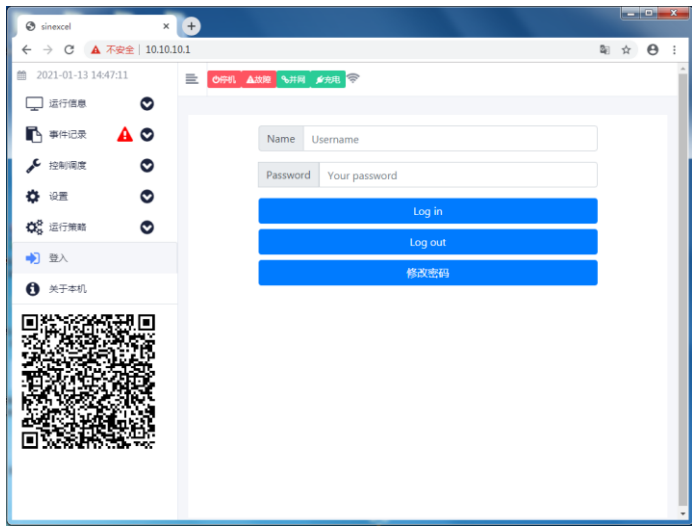 sinexcel
不安全 | 10.10.10.1
2021-01-13 14:47:11
停机 故障 并网 充电
运行信息
事件记录
控制调度
设置
运行策略
登入
关于本机
Name Username
Password Your password
Log in
Log out
修改密码